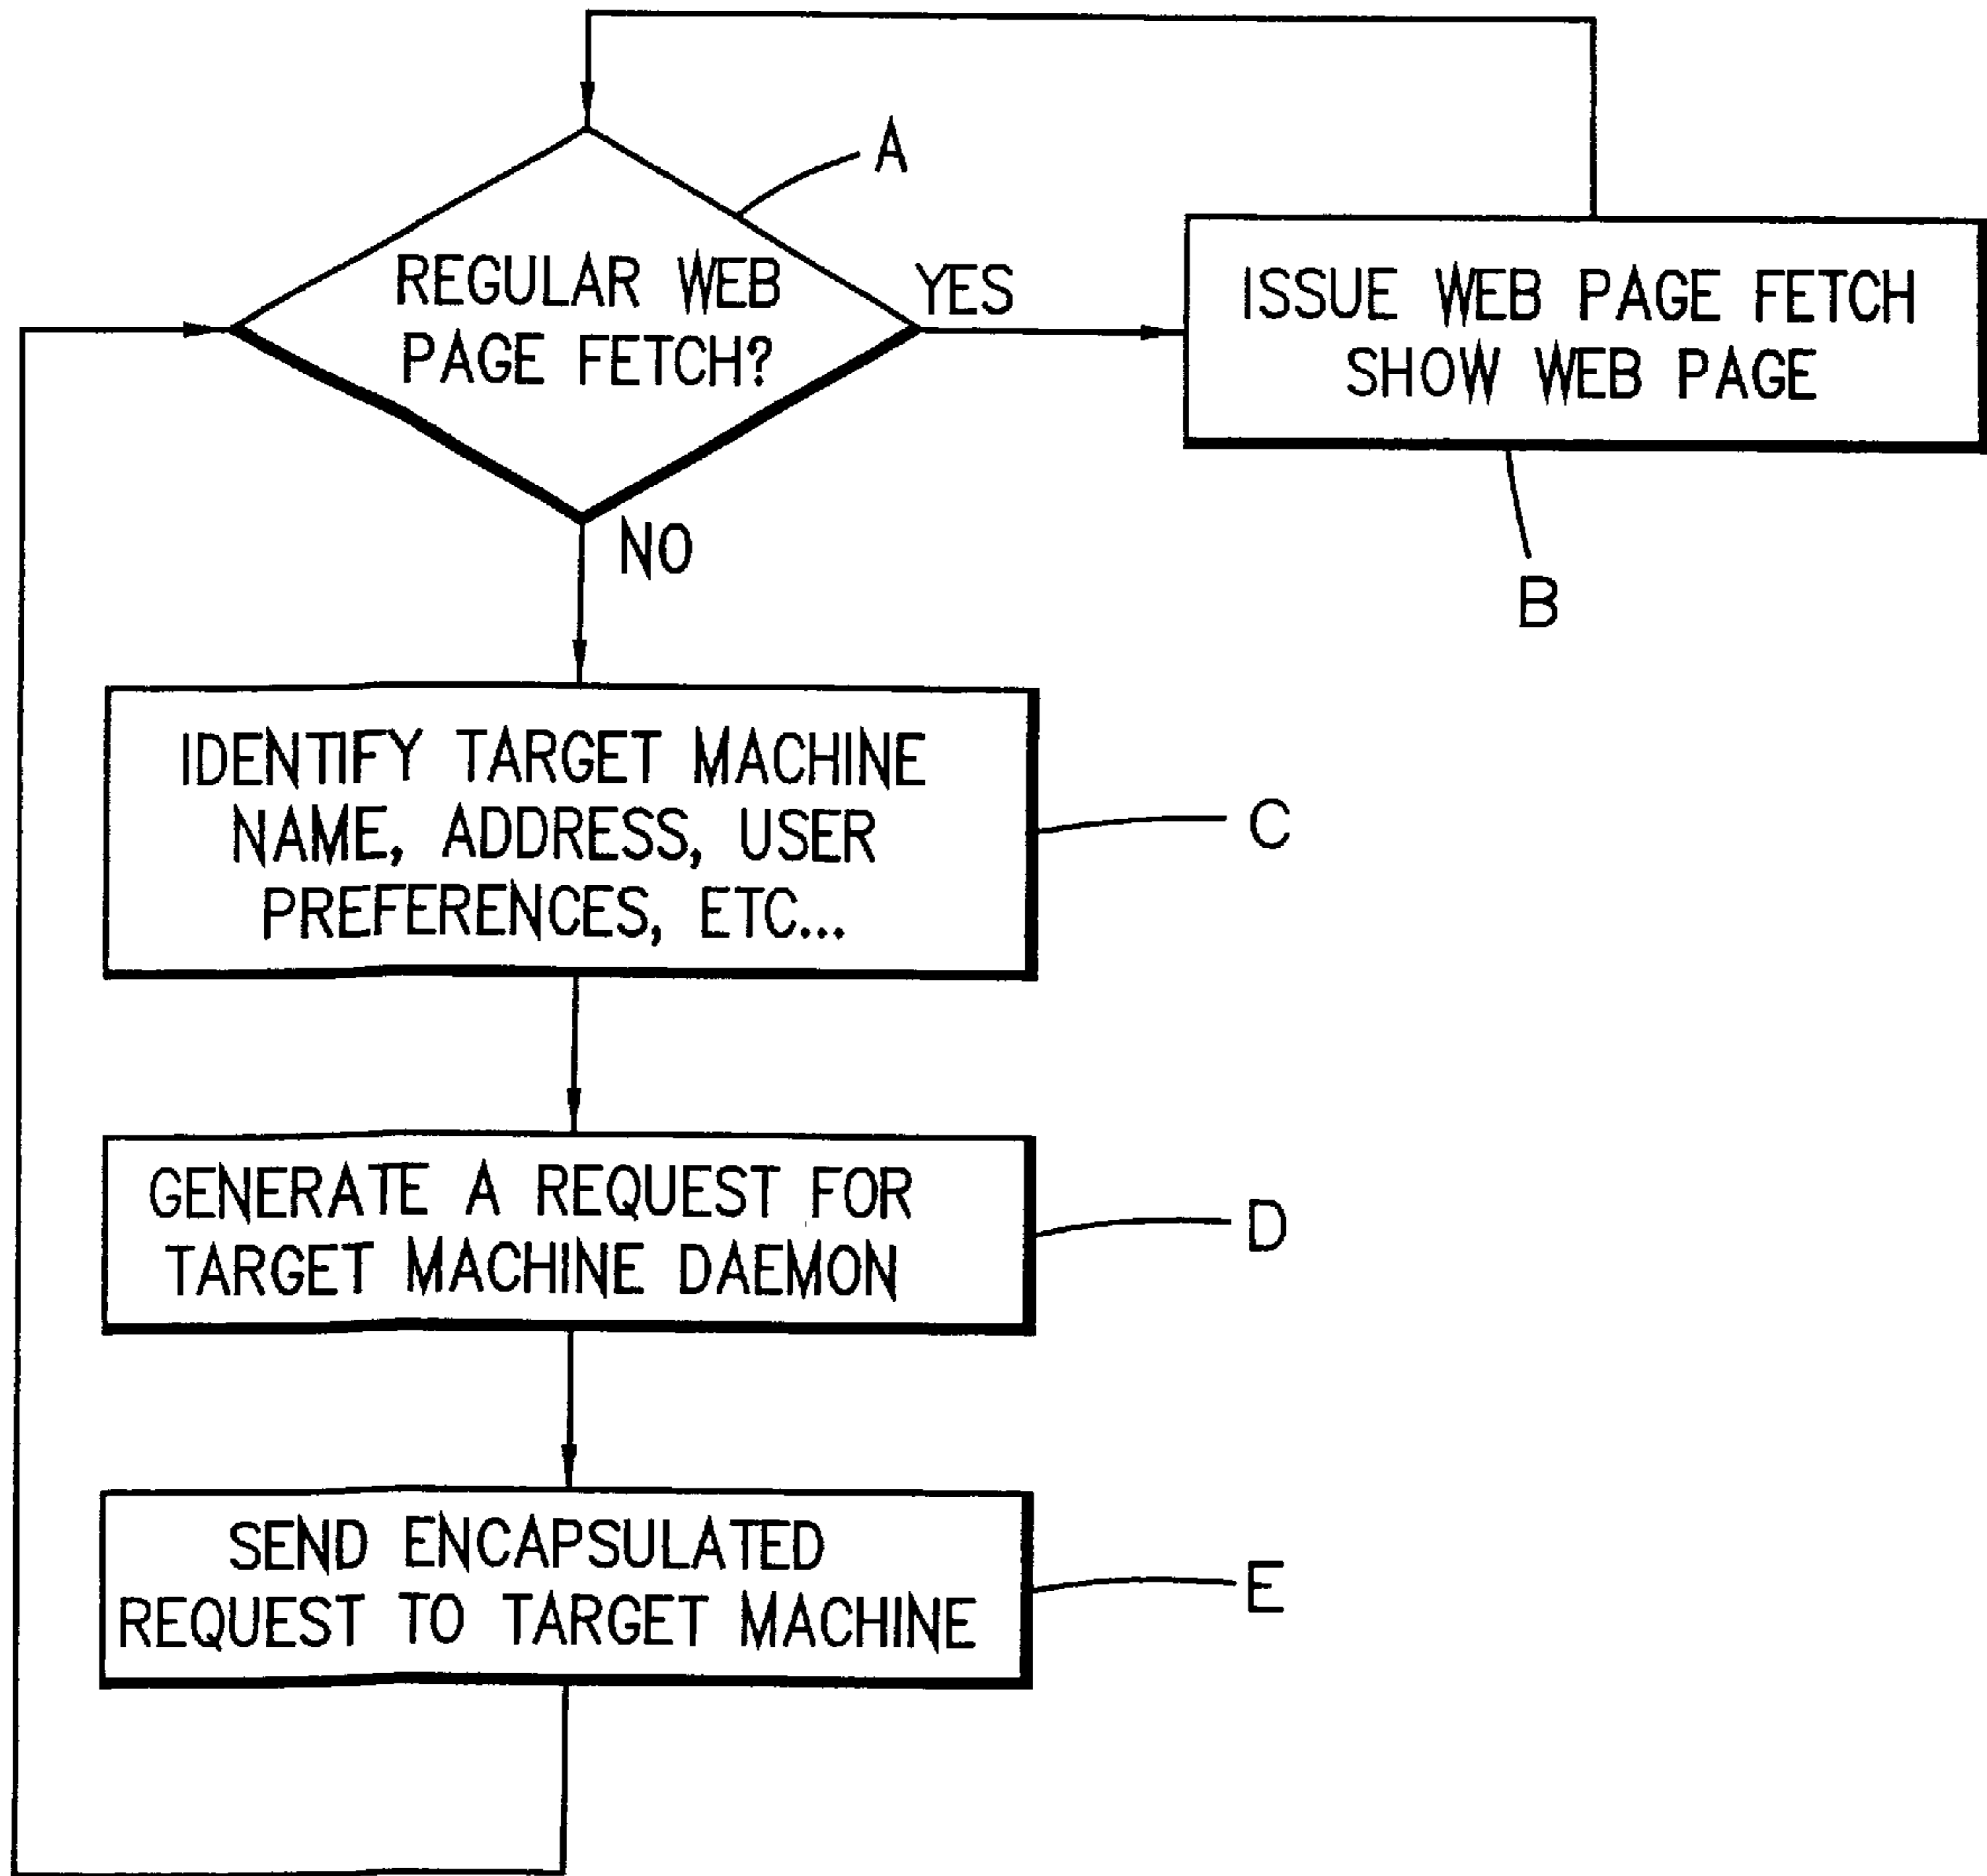 A
REGULAR WEB
PAGE FETCH?
YES
ISSUE WEB PAGE FETCH
SHOW WEB PAGE
B
NO
IDENTIFY TARGET MACHINE
NAME, ADDRESS, USER
PREFERENCES, ETC...
C
GENERATE A REQUEST FOR
TARGET MACHINE DAEMON
D
SEND ENCAPSULATED
REQUEST TO TARGET MACHINE
E